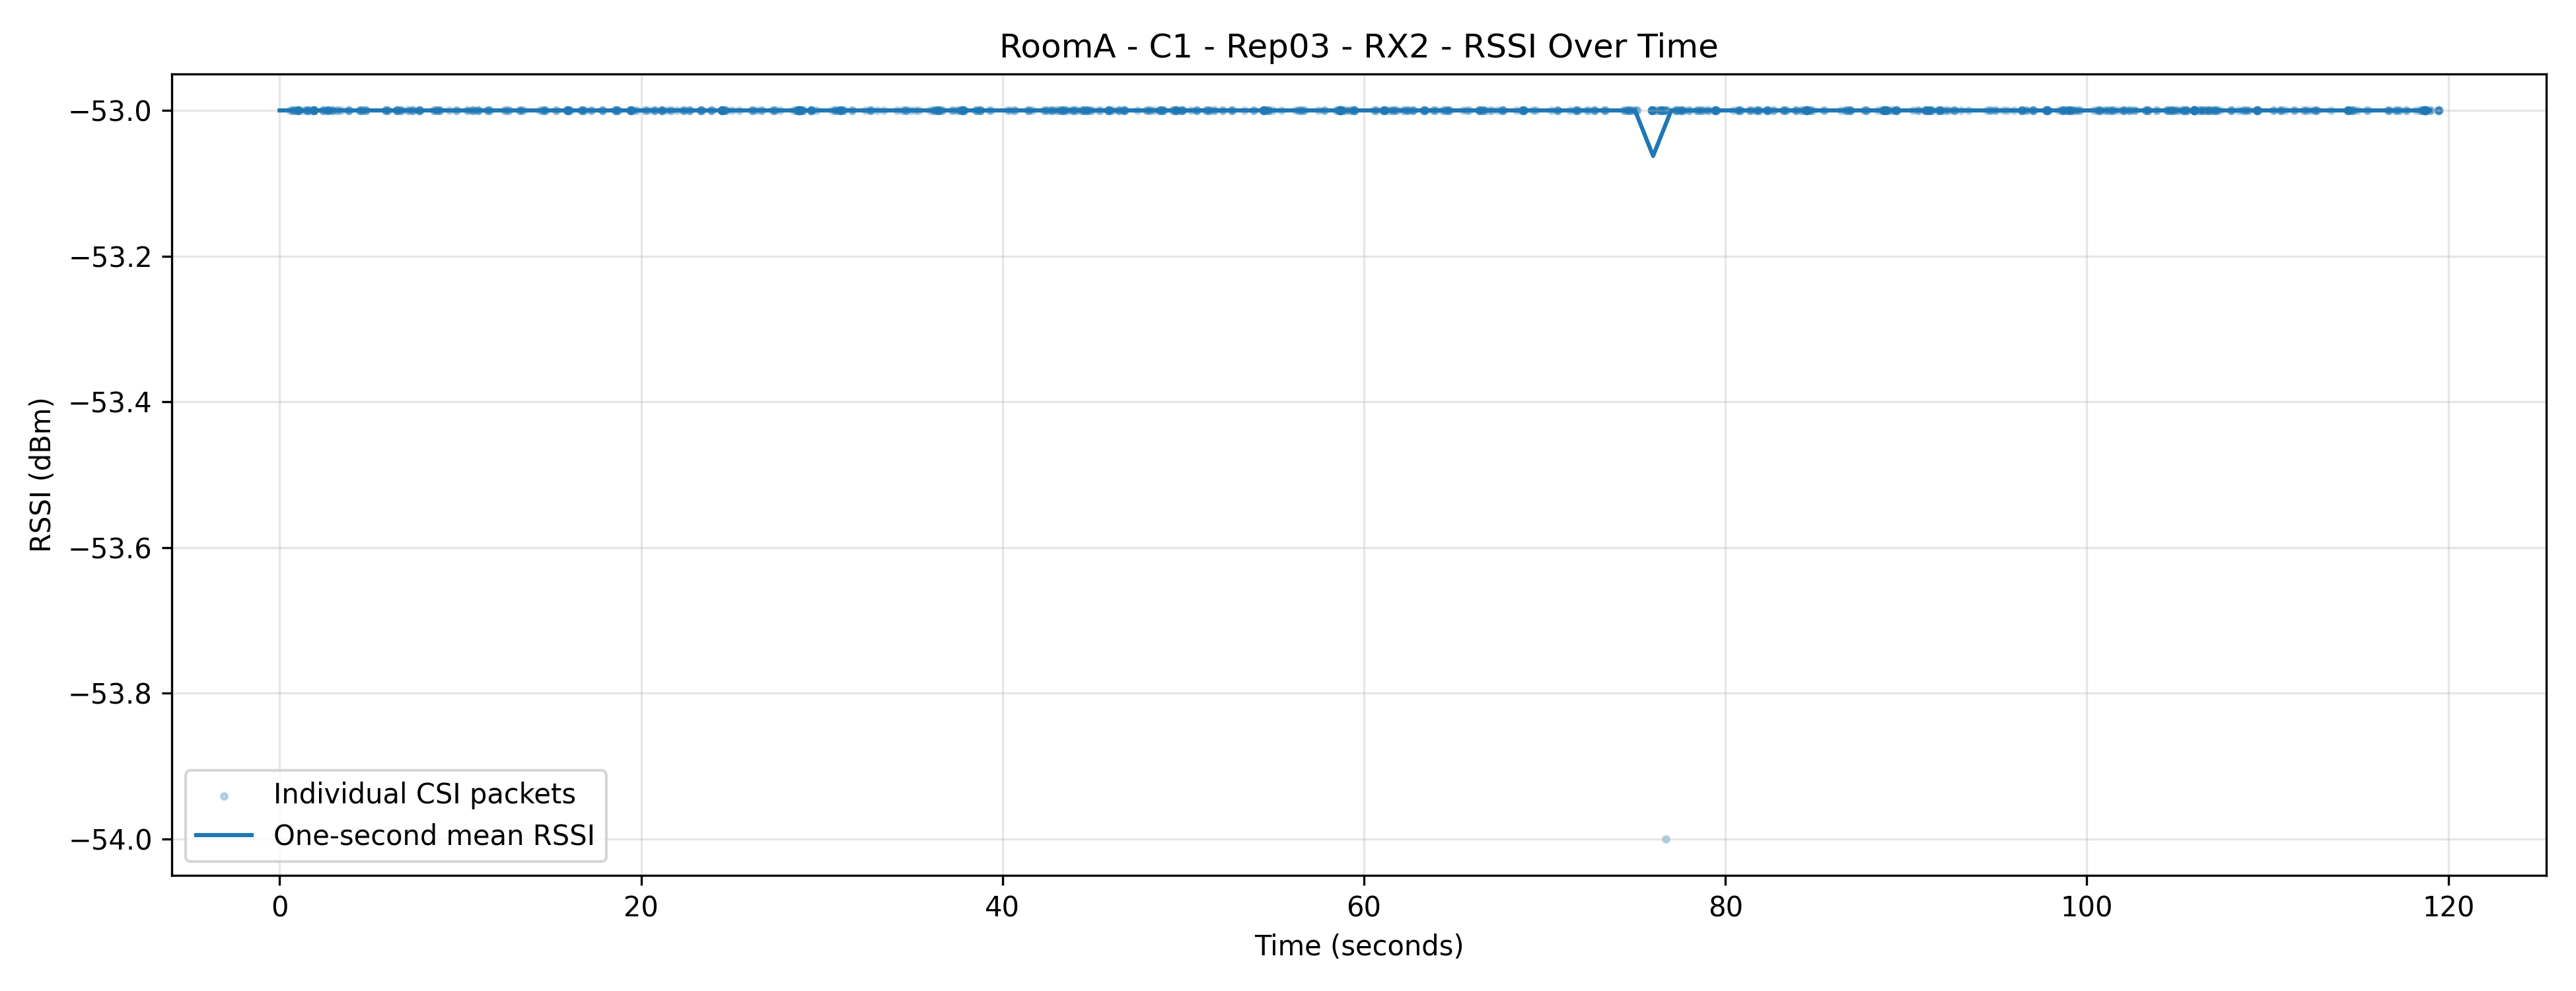 RoomA - C1 - Rep03 - RX2 - RSSI Over Time
RSSI (dBm)
−53.0
−53.2
−53.4
−53.6
−53.8
−54.0
Individual CSI packets
One-second mean RSSI
0 20 40 60 80 100 120
Time (seconds)